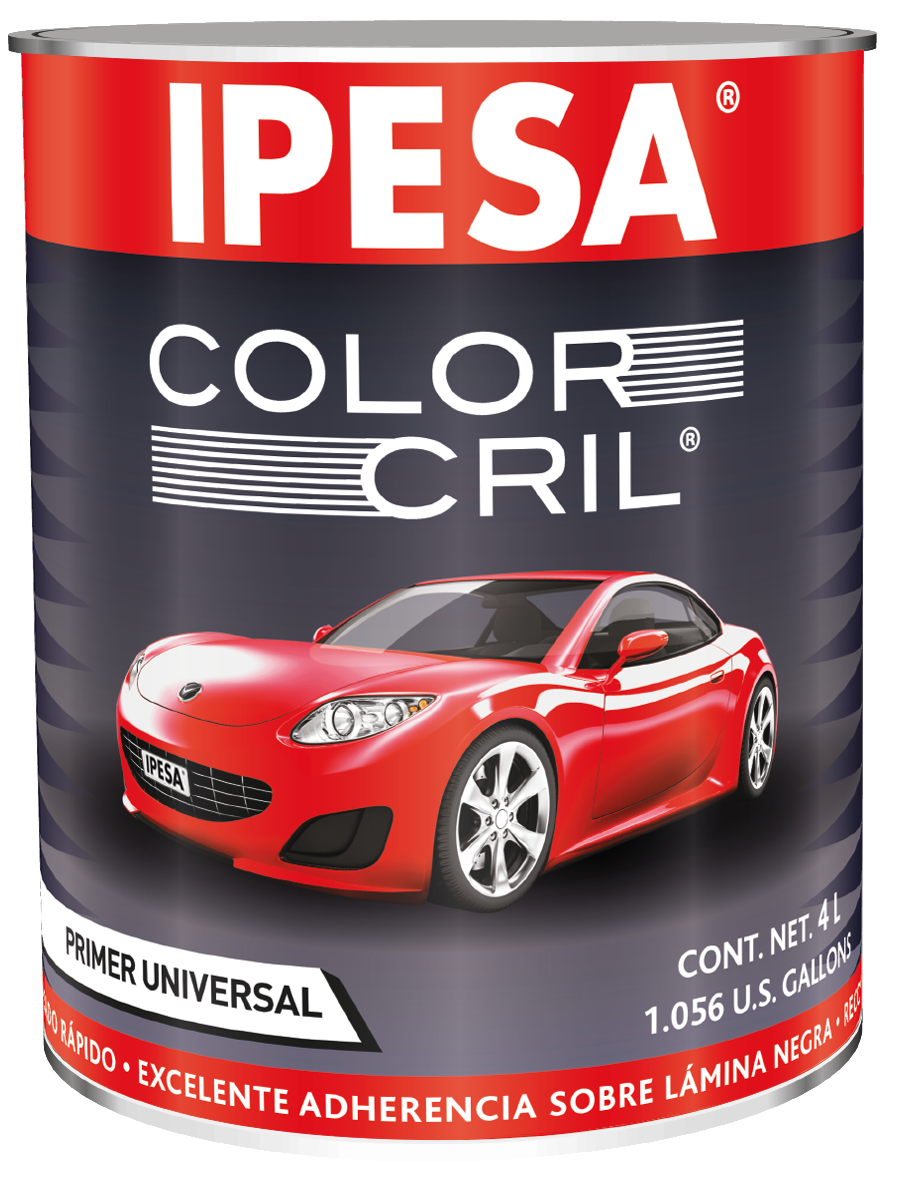 IPESA®
COLOR
CRIL®
IPESA®
PRIMER UNIVERSAL
CONT. NET. 4 L
1.056 U.S. GALLONS
RÁPIDO • EXCELENTE ADHERENCIA SOBRE LÁMINA NEGRA •